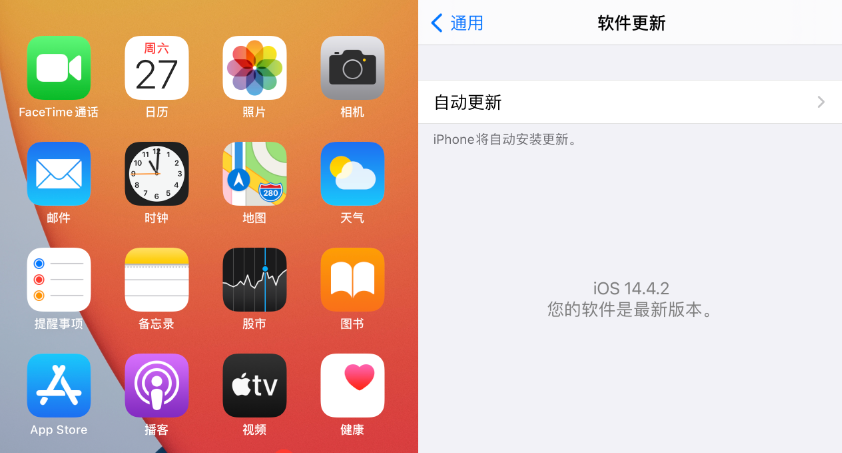 周六
27
FaceTime 通话
日历
照片
相机
280
邮件
时钟
地图
天气
提醒事项
备忘录
股市
图书
tv
App Store
播客
视频
健康
通用
软件更新
自动更新
iPhone将自动安装更新。
iOS 14.4.2
您的软件是最新版本。